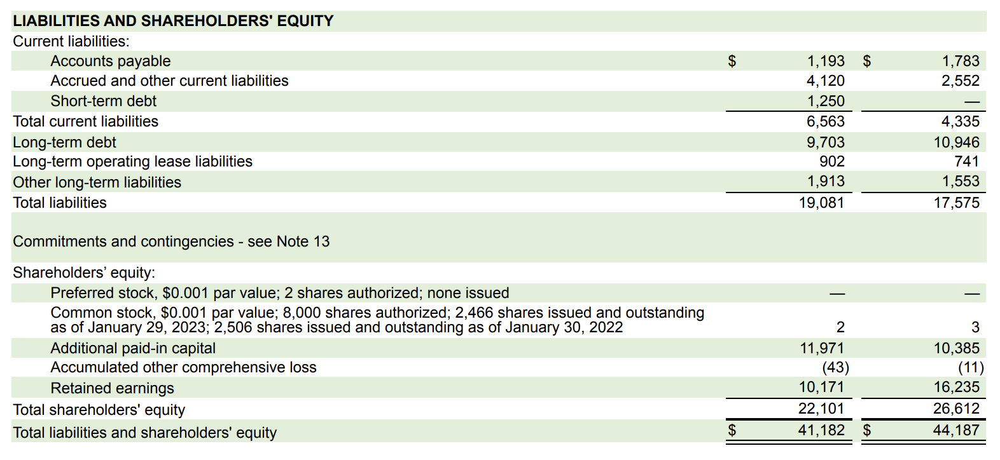 LIABILITIES AND SHAREHOLDERS' EQUITY
Current liabilities:
Accounts payable $ 1,193 $ 1,783
Accrued and other current liabilities 4,120 2,552
Short-term debt 1,250 —
Total current liabilities 6,563 4,335
Long-term debt 9,703 10,946
Long-term operating lease liabilities 902 741
Other long-term liabilities 1,913 1,553
Total liabilities 19,081 17,575
Commitments and contingencies - see Note 13
Shareholders’ equity:
Preferred stock, $0.001 par value; 2 shares authorized; none issued — —
Common stock, $0.001 par value; 8,000 shares authorized; 2,466 shares issued and outstanding
as of January 29, 2023; 2,506 shares issued and outstanding as of January 30, 2022 2 3
Additional paid-in capital 11,971 10,385
Accumulated other comprehensive loss (43) (11)
Retained earnings 10,171 16,235
Total shareholders' equity 22,101 26,612
Total liabilities and shareholders' equity $ 41,182 $ 44,187